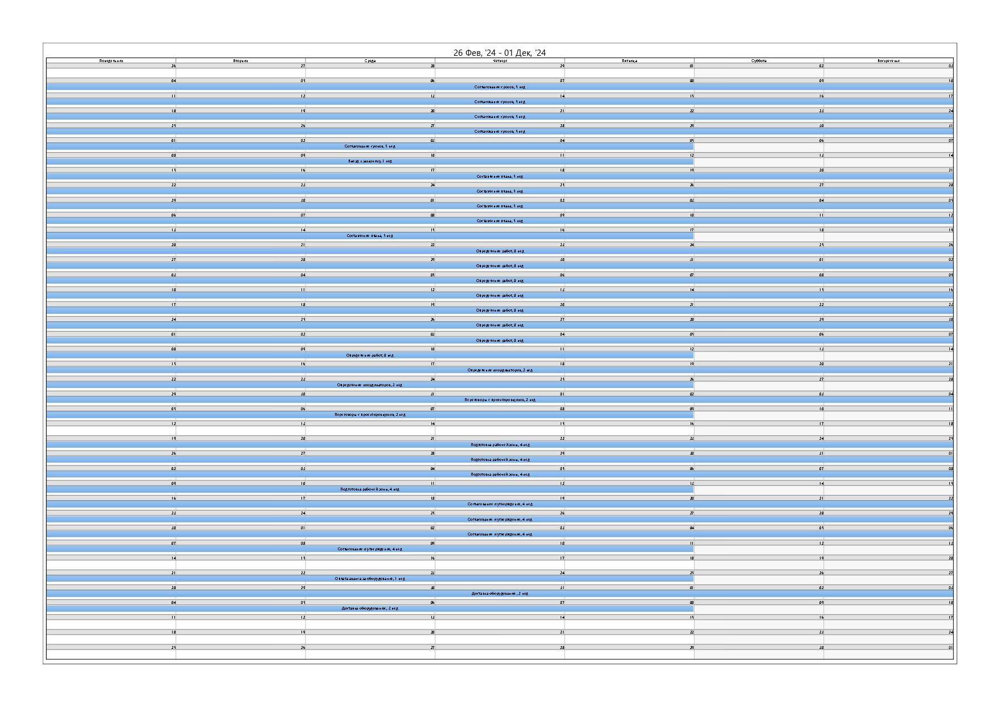 26 Фев, '24 - 01 Дек, '24
Понедельник Вторник Среда Четверг Пятница Суббота Воскресенье
26 27 28 29 01 02 03
04 05 06 07 08 09 10
Согласование сроков, 5 нед
11 12 13 14 15 16 17
Согласование сроков, 5 нед
18 19 20 21 22 23 24
Согласование сроков, 5 нед
25 26 27 28 29 30 31
Согласование сроков, 5 нед
01 02 03 04 05 06 07
Согласование сроков, 5 нед
08 09 10 11 12 13 14
Выезд к заказчику, 1 нед
15 16 17 18 19 20 21
Составление плана, 5 нед
22 23 24 25 26 27 28
Составление плана, 5 нед
29 30 01 02 03 04 05
Составление плана, 5 нед
06 07 08 09 10 11 12
Составление плана, 5 нед
13 14 15 16 17 18 19
Составление плана, 5 нед
20 21 22 23 24 25 26
Определение работ, 8 нед
27 28 29 30 31 01 02
Определение работ, 8 нед
03 04 05 06 07 08 09
Определение работ, 8 нед
10 11 12 13 14 15 16
Определение работ, 8 нед
17 18 19 20 21 22 23
Определение работ, 8 нед
24 25 26 27 28 29 30
Определение работ, 8 нед
01 02 03 04 05 06 07
Определение работ, 8 нед
08 09 10 11 12 13 14
Определение работ, 8 нед
15 16 17 18 19 20 21
Определение координаторов, 2 нед
22 23 24 25 26 27 28
Определение координаторов, 2 нед
29 30 31 01 02 03 04
Переговоры с проектировщиков, 2 нед
05 06 07 08 09 10 11
Переговоры с проектировщиков, 2 нед
12 13 14 15 16 17 18
19 20 21 22 23 24 25
Подготовка рабочей зоны, 4 нед
26 27 28 29 30 31 01
Подготовка рабочей зоны, 4 нед
02 03 04 05 06 07 08
Подготовка рабочей зоны, 4 нед
09 10 11 12 13 14 15
Подготовка рабочей зоны, 4 нед
16 17 18 19 20 21 22
Согласование и утверждение, 4 нед
23 24 25 26 27 28 29
Согласование и утверждение, 4 нед
30 01 02 03 04 05 06
Согласование и утверждение, 4 нед
07 08 09 10 11 12 13
Согласование и утверждение, 4 нед
14 15 16 17 18 19 20
21 22 23 24 25 26 27
Оплата аванса за оборудование, 1 нед
28 29 30 31 01 02 03
Доставка оборудования, 2 нед
04 05 06 07 08 09 10
Доставка оборудования, 2 нед
11 12 13 14 15 16 17
18 19 20 21 22 23 24
25 26 27 28 29 30 01